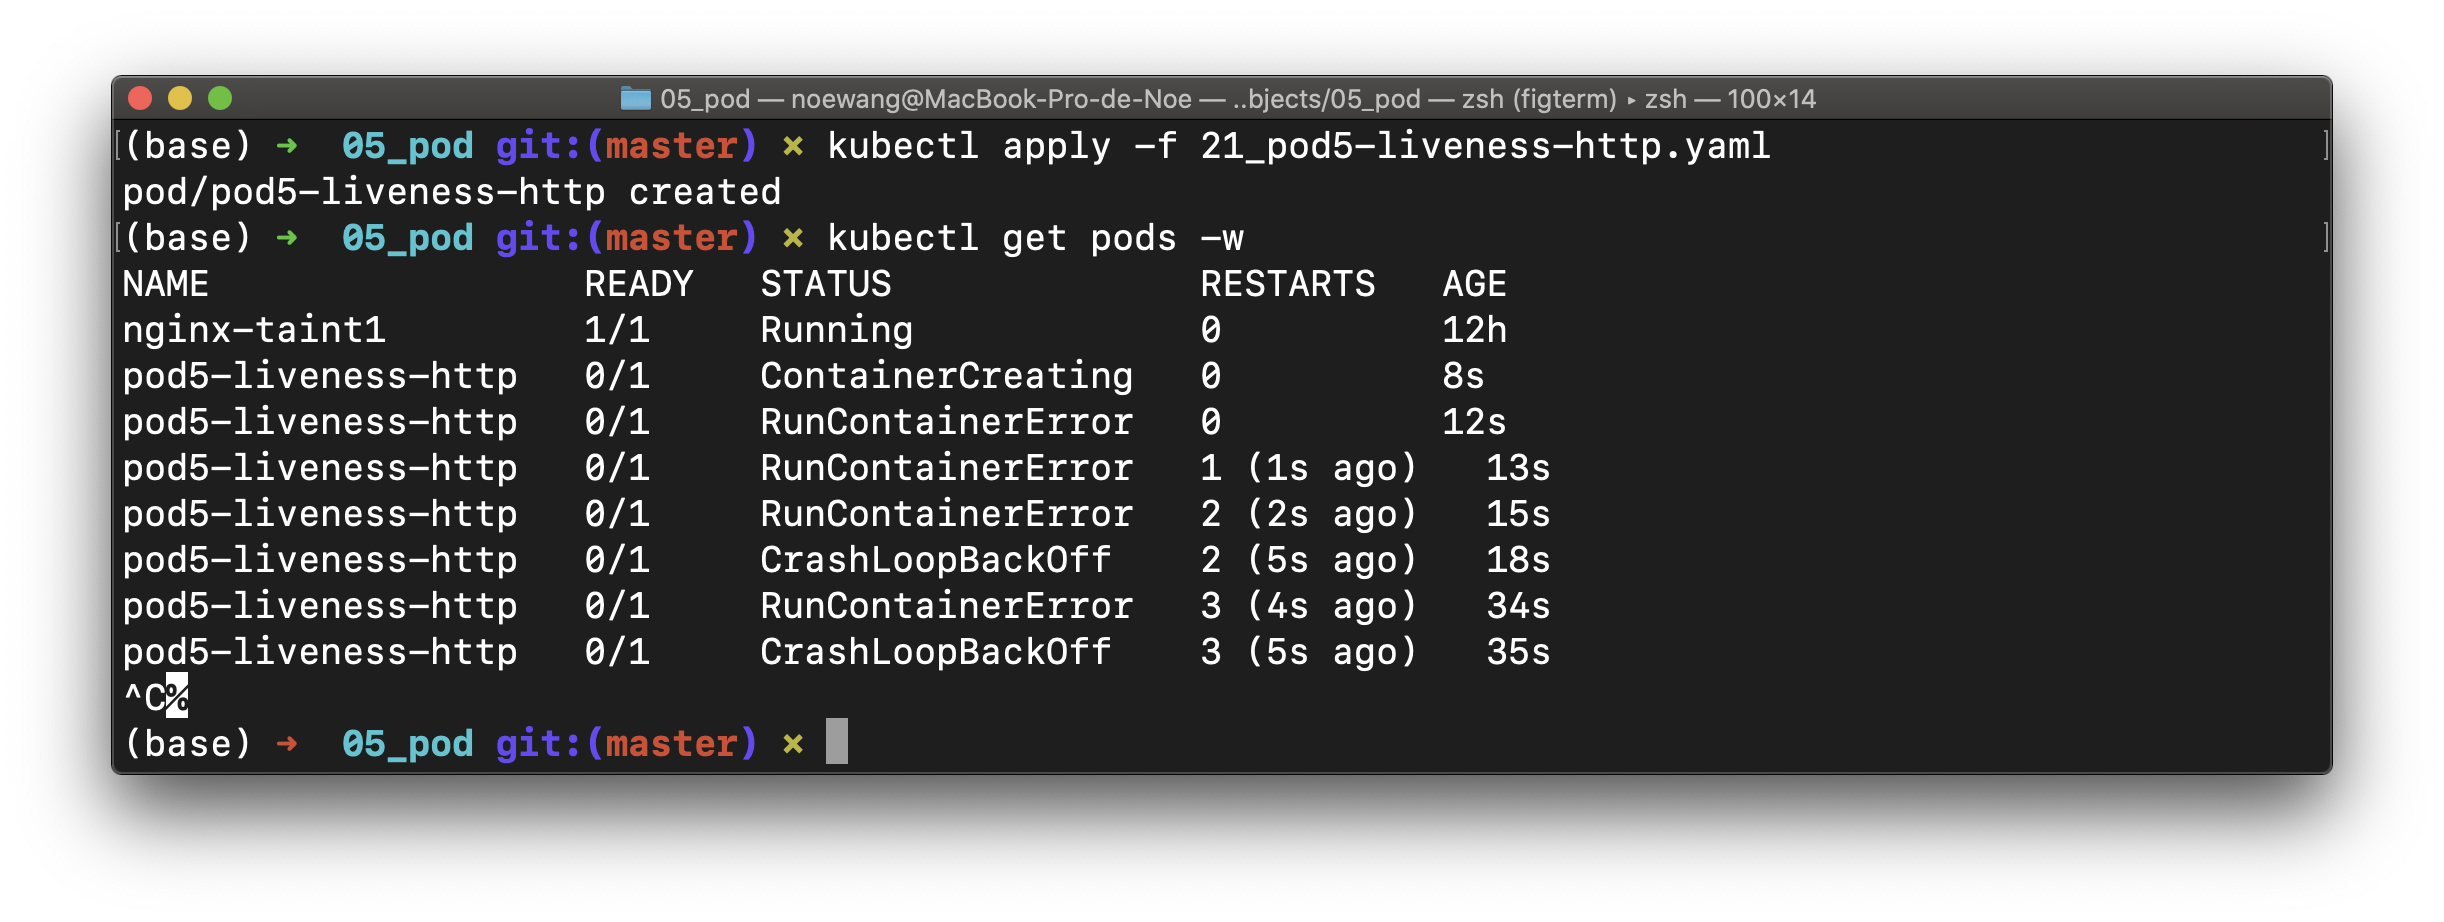 05_pod — noewang@MacBook-Pro-de-Noe — ..bjects/05_pod — zsh (figterm) ▸ zsh — 100×14
(base) ➜  05_pod git:(master) ✗ kubectl apply -f 21_pod5-liveness-http.yaml
pod/pod5-liveness-http created
(base) ➜  05_pod git:(master) ✗ kubectl get pods -w
NAME                 READY   STATUS              RESTARTS   AGE
nginx-taint1         1/1     Running             0          12h
pod5-liveness-http   0/1     ContainerCreating   0          8s
pod5-liveness-http   0/1     RunContainerError   0          12s
pod5-liveness-http   0/1     RunContainerError   1 (1s ago)   13s
pod5-liveness-http   0/1     RunContainerError   2 (2s ago)   15s
pod5-liveness-http   0/1     CrashLoopBackOff    2 (5s ago)   18s
pod5-liveness-http   0/1     RunContainerError   3 (4s ago)   34s
pod5-liveness-http   0/1     CrashLoopBackOff    3 (5s ago)   35s
^C%
(base) ➜  05_pod git:(master) ✗